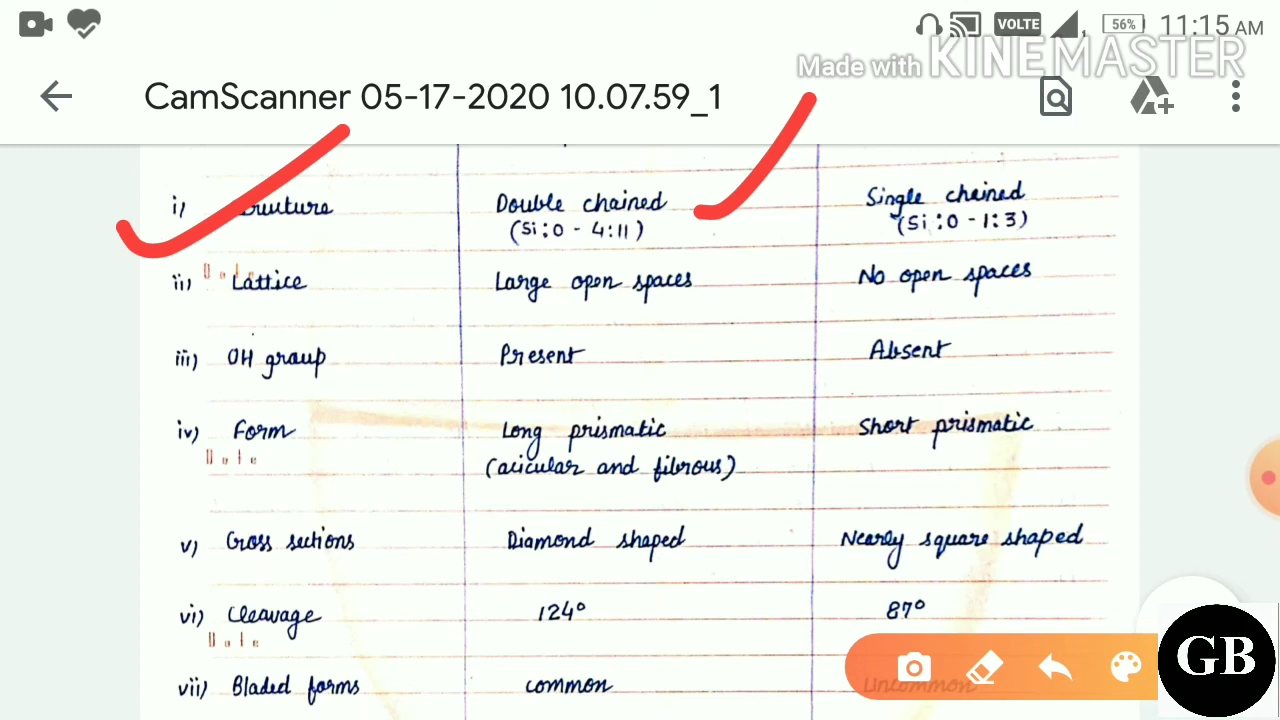 VOLTE 56% 11:15 AM
Made with KINEMASTER
CamScanner 05-17-2020 10.07.59_1
i) Structure Double chained Single chained
(Si:O - 4:11) (Si:O - 1:3)
Date
ii) Lattice Large open spaces No open spaces
iii) OH group Present Absent
iv) Form Long prismatic Short prismatic
Date (acicular and fibrous)
v) Cross sections Diamond shaped Nearly square shaped
vi) Cleavage 124° 87°
Date
GB
vii) Bladed forms common Uncommon